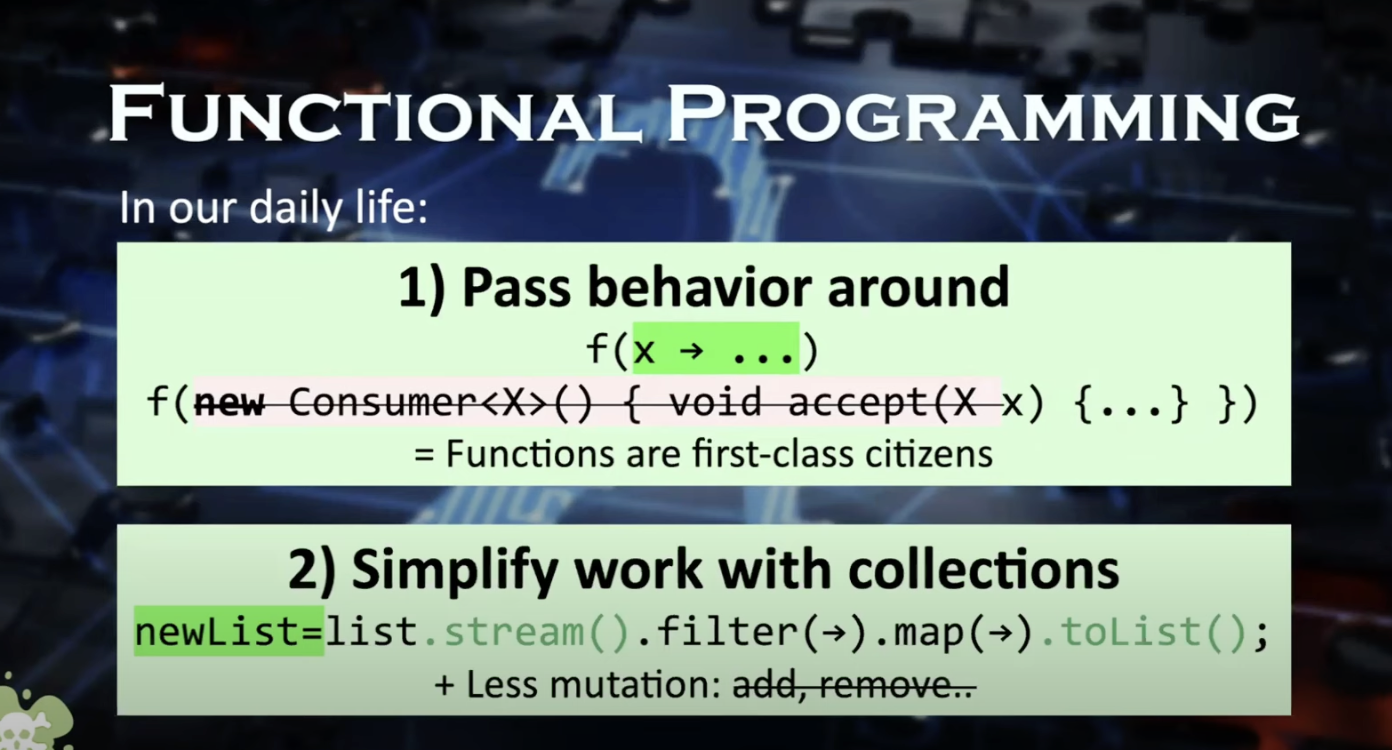 FUNCTIONAL PROGRAMMING
In our daily life:
1) Pass behavior around
f(x → ...)
f(new Consumer<X>() { void accept(X x) {...} })
= Functions are first-class citizens
2) Simplify work with collections
newList=list.stream().filter(→).map(→).toList();
+ Less mutation: add, remove..